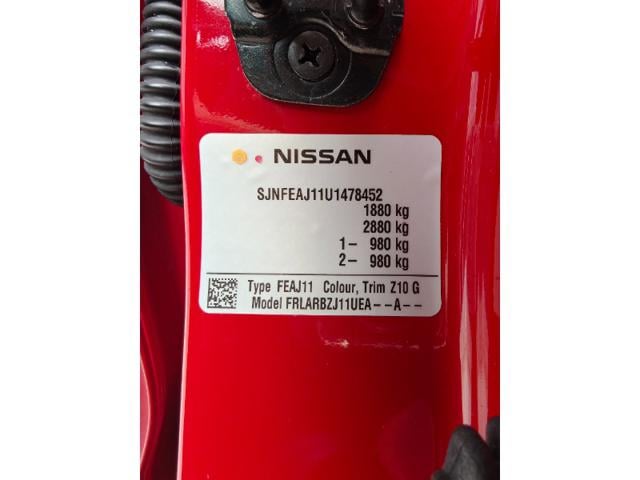 NISSAN
SJNFEAJ11U1478452
1880 kg
2880 kg
1- 980 kg
2- 980 kg
Type FEAJ11 Colour, Trim Z10 G
Model FRLARBZJ11UEA--A--